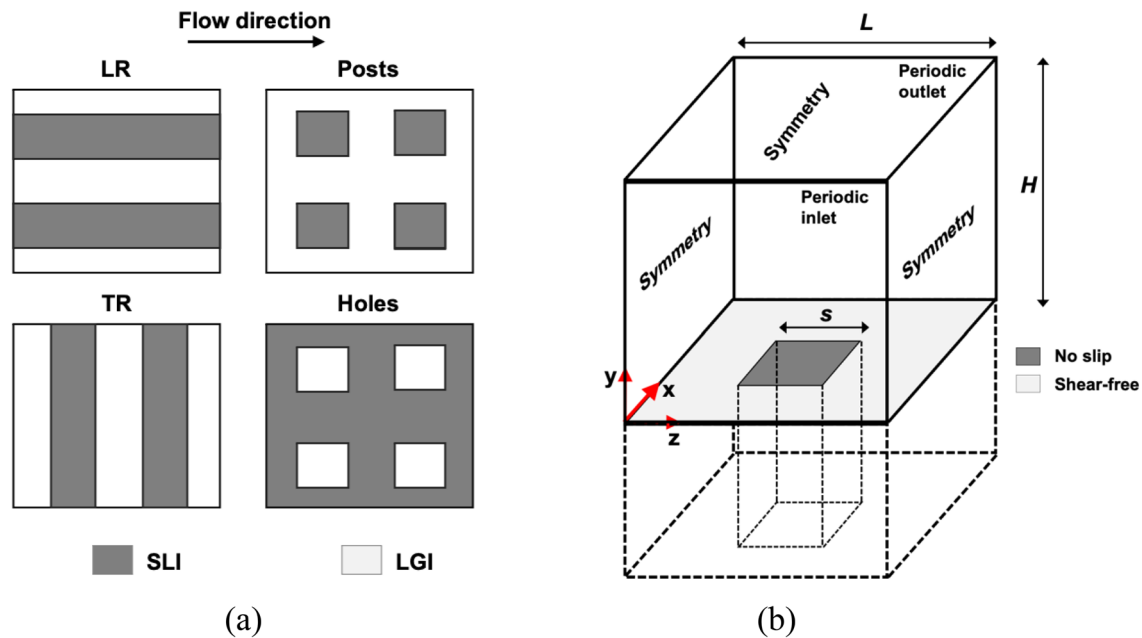 Flow direction
LR
Posts
TR
Holes
SLI
LGI
(a)
L
Periodic
outlet
Symmetry
H
Periodic
inlet
Symmetry
Symmetry
s
No slip
Shear-free
y
x
z
(b)